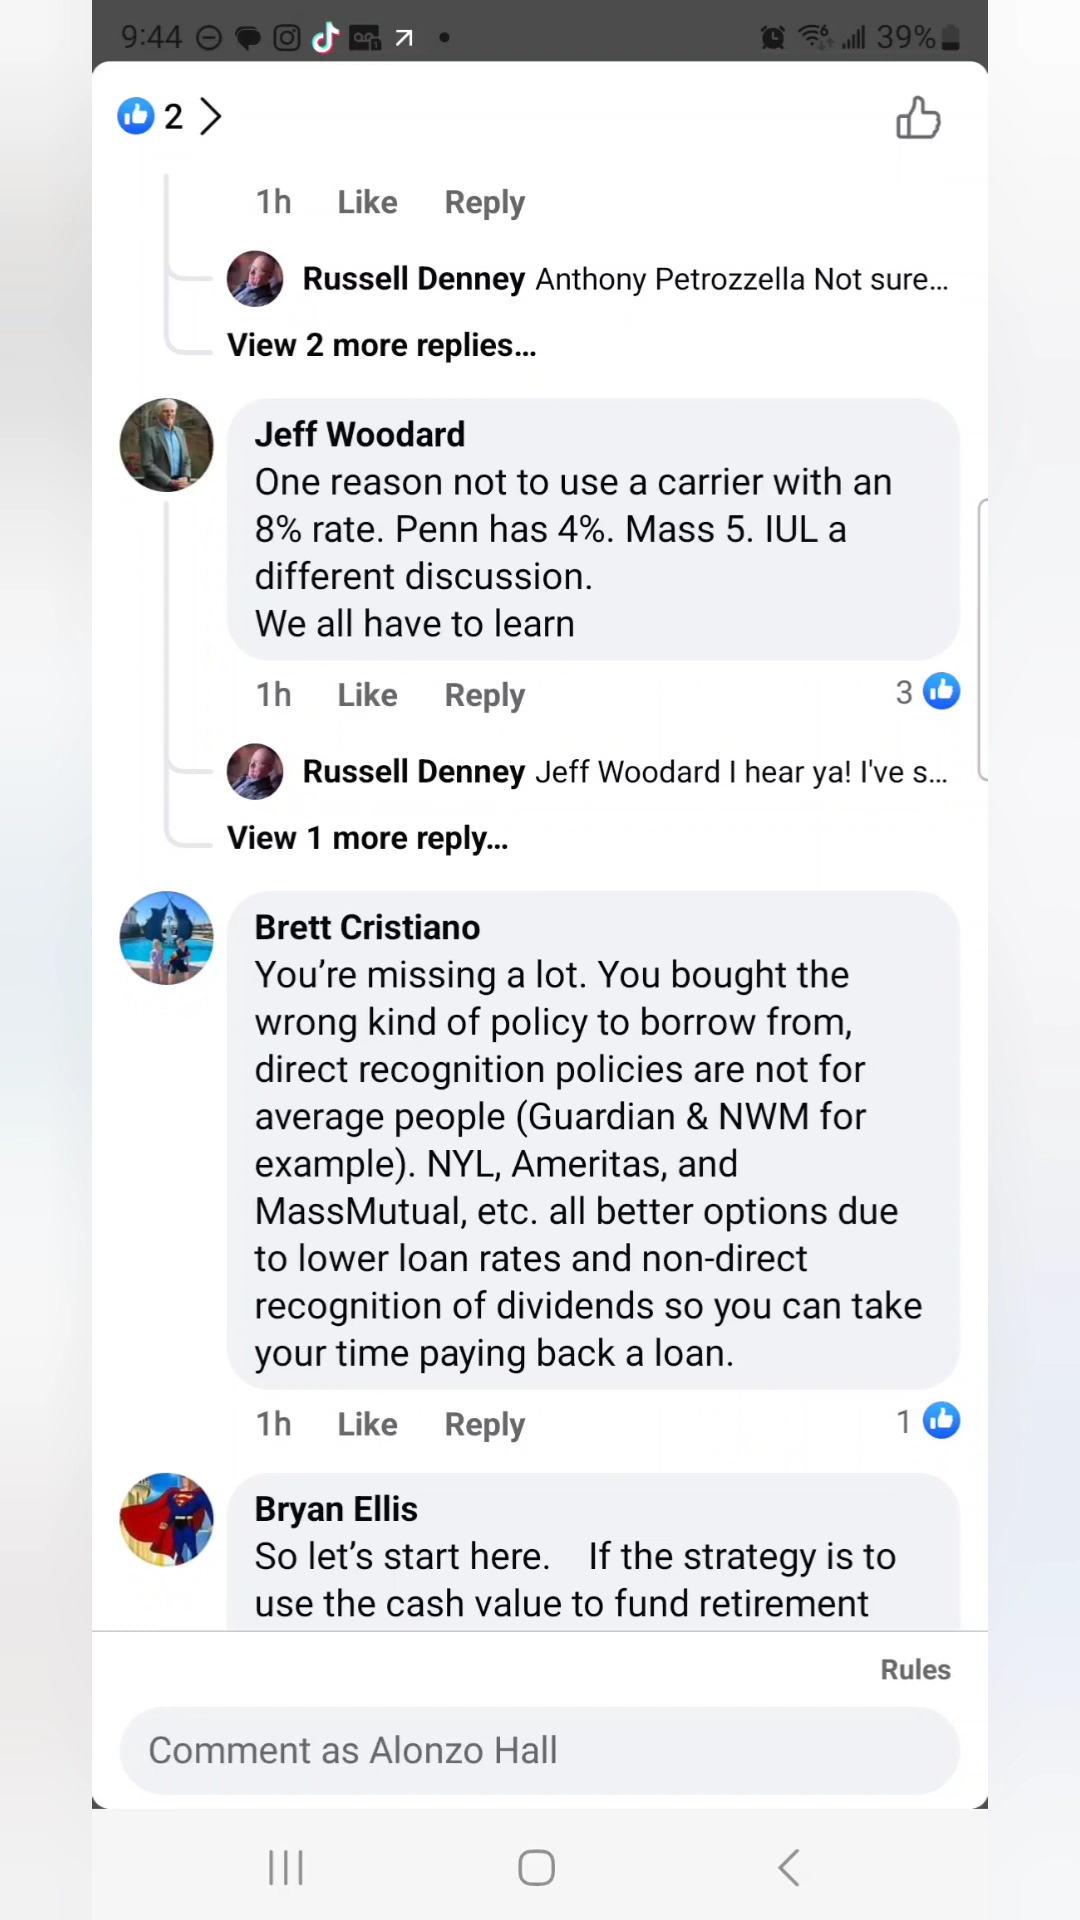 9:44
39%
2
1h Like Reply
Russell Denney Anthony Petrozzella Not sure...
View 2 more replies...
Jeff Woodard
One reason not to use a carrier with an
8% rate. Penn has 4%. Mass 5. IUL a
different discussion.
We all have to learn
1h Like Reply 3
Russell Denney Jeff Woodard I hear ya! I've s...
View 1 more reply...
Brett Cristiano
You’re missing a lot. You bought the
wrong kind of policy to borrow from,
direct recognition policies are not for
average people (Guardian & NWM for
example). NYL, Ameritas, and
MassMutual, etc. all better options due
to lower loan rates and non-direct
recognition of dividends so you can take
your time paying back a loan.
1h Like Reply 1
Bryan Ellis
So let’s start here. If the strategy is to
use the cash value to fund retirement
Rules
Comment as Alonzo Hall